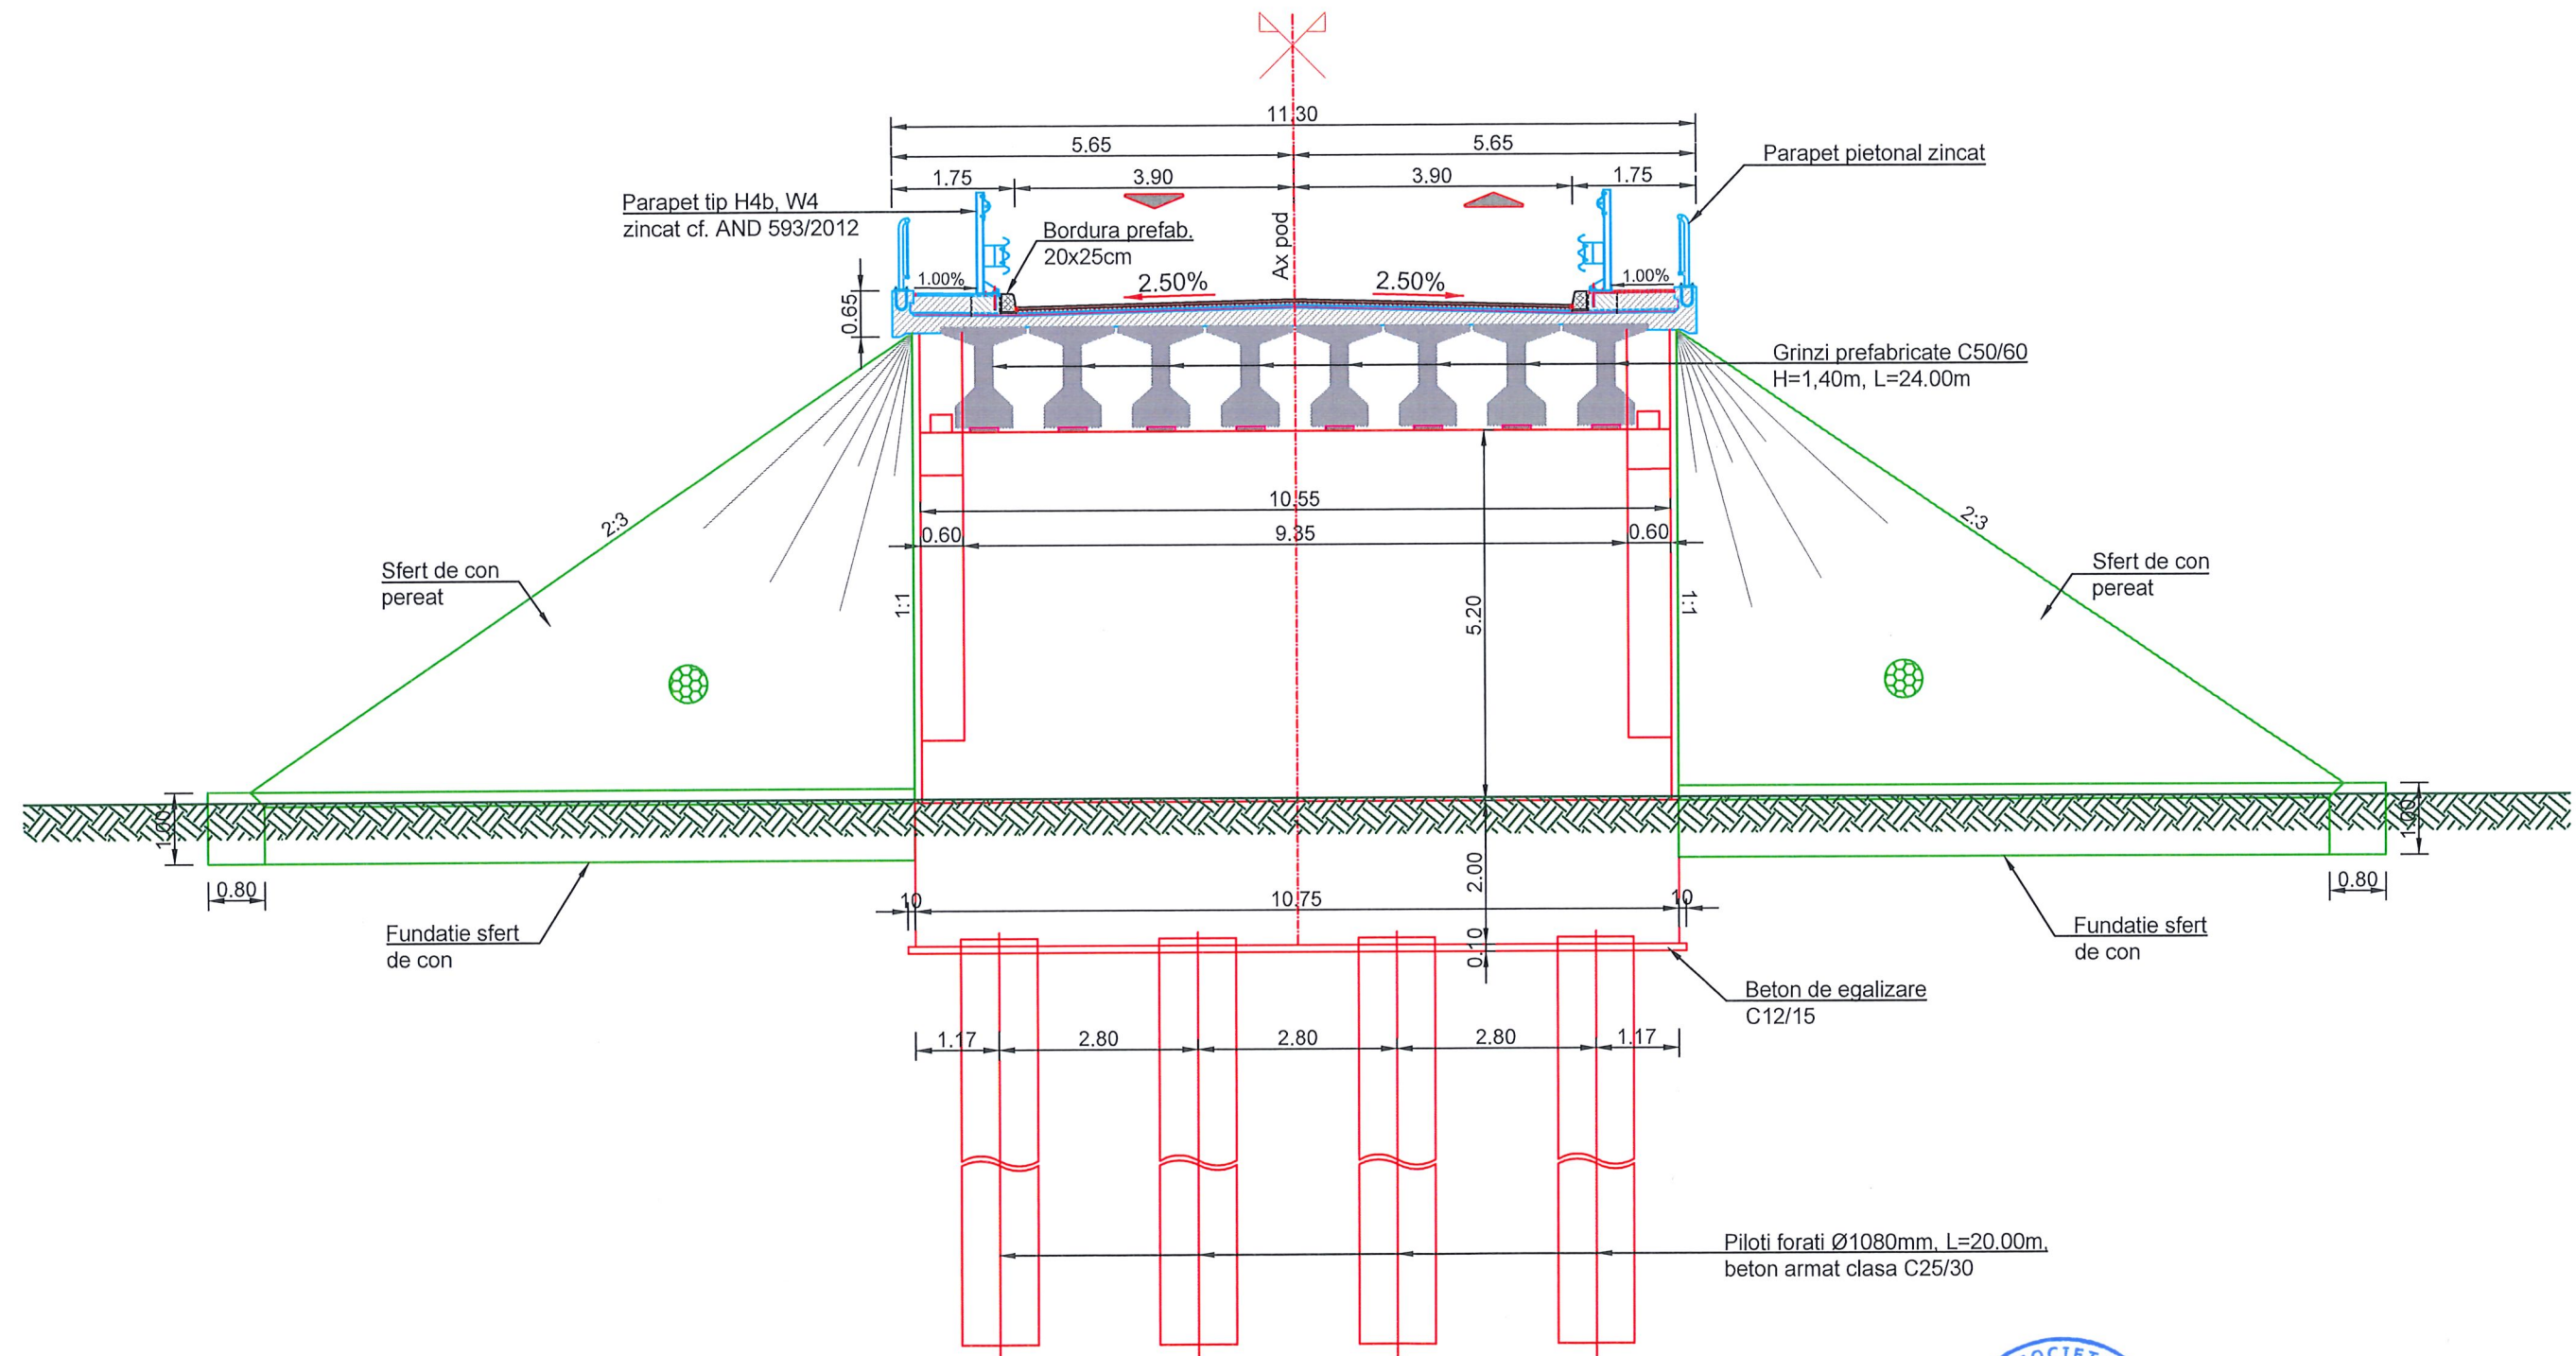 11.30
5.65
5.65
1.75
3.90
3.90
1.75
Parapet pietonal zincat
Parapet tip H4b, W4
zincat cf. AND 593/2012
Bordura prefab.
20x25cm
Ax pod
1.00%
2.50%
2.50%
1.00%
0.65
Grinzi prefabricate C50/60
H=1,40m, L=24.00m
10.55
0.60
9.35
0.60
2:3
2:3
Sfert de con
pereat
Sfert de con
pereat
1:1
1:1
5.20
1.00
1.00
0.80
0.80
2.00
10
10.75
10
0.10
Fundatie sfert
de con
Fundatie sfert
de con
Beton de egalizare
C12/15
1.17
2.80
2.80
2.80
1.17
Piloti forati Ø1080mm, L=20.00m,
beton armat clasa C25/30